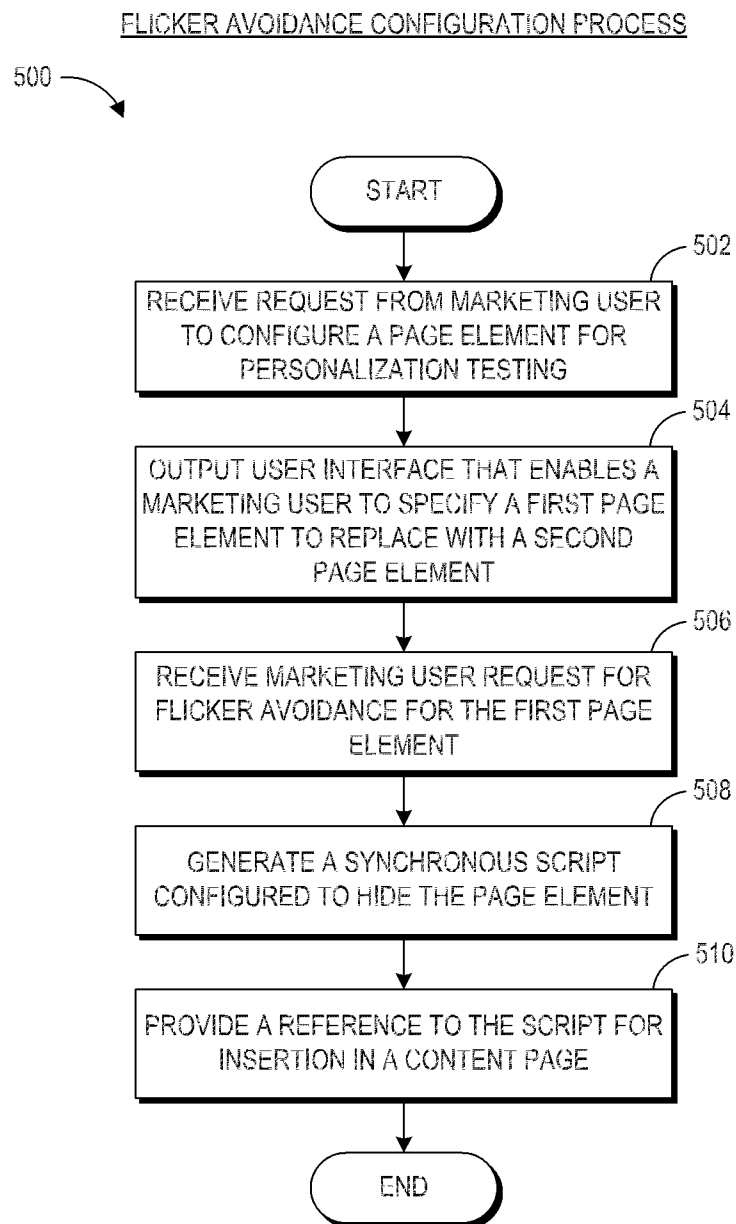 FLICKER AVOIDANCE CONFIGURATION PROCESS
500
START
502
RECEIVE REQUEST FROM MARKETING USER
TO CONFIGURE A PAGE ELEMENT FOR
PERSONALIZATION TESTING
504
OUTPUT USER INTERFACE THAT ENABLES A
MARKETING USER TO SPECIFY A FIRST PAGE
ELEMENT TO REPLACE WITH A SECOND
PAGE ELEMENT
506
RECEIVE MARKETING USER REQUEST FOR
FLICKER AVOIDANCE FOR THE FIRST PAGE
ELEMENT
508
GENERATE A SYNCHRONOUS SCRIPT
CONFIGURED TO HIDE THE PAGE ELEMENT
510
PROVIDE A REFERENCE TO THE SCRIPT FOR
INSERTION IN A CONTENT PAGE
END